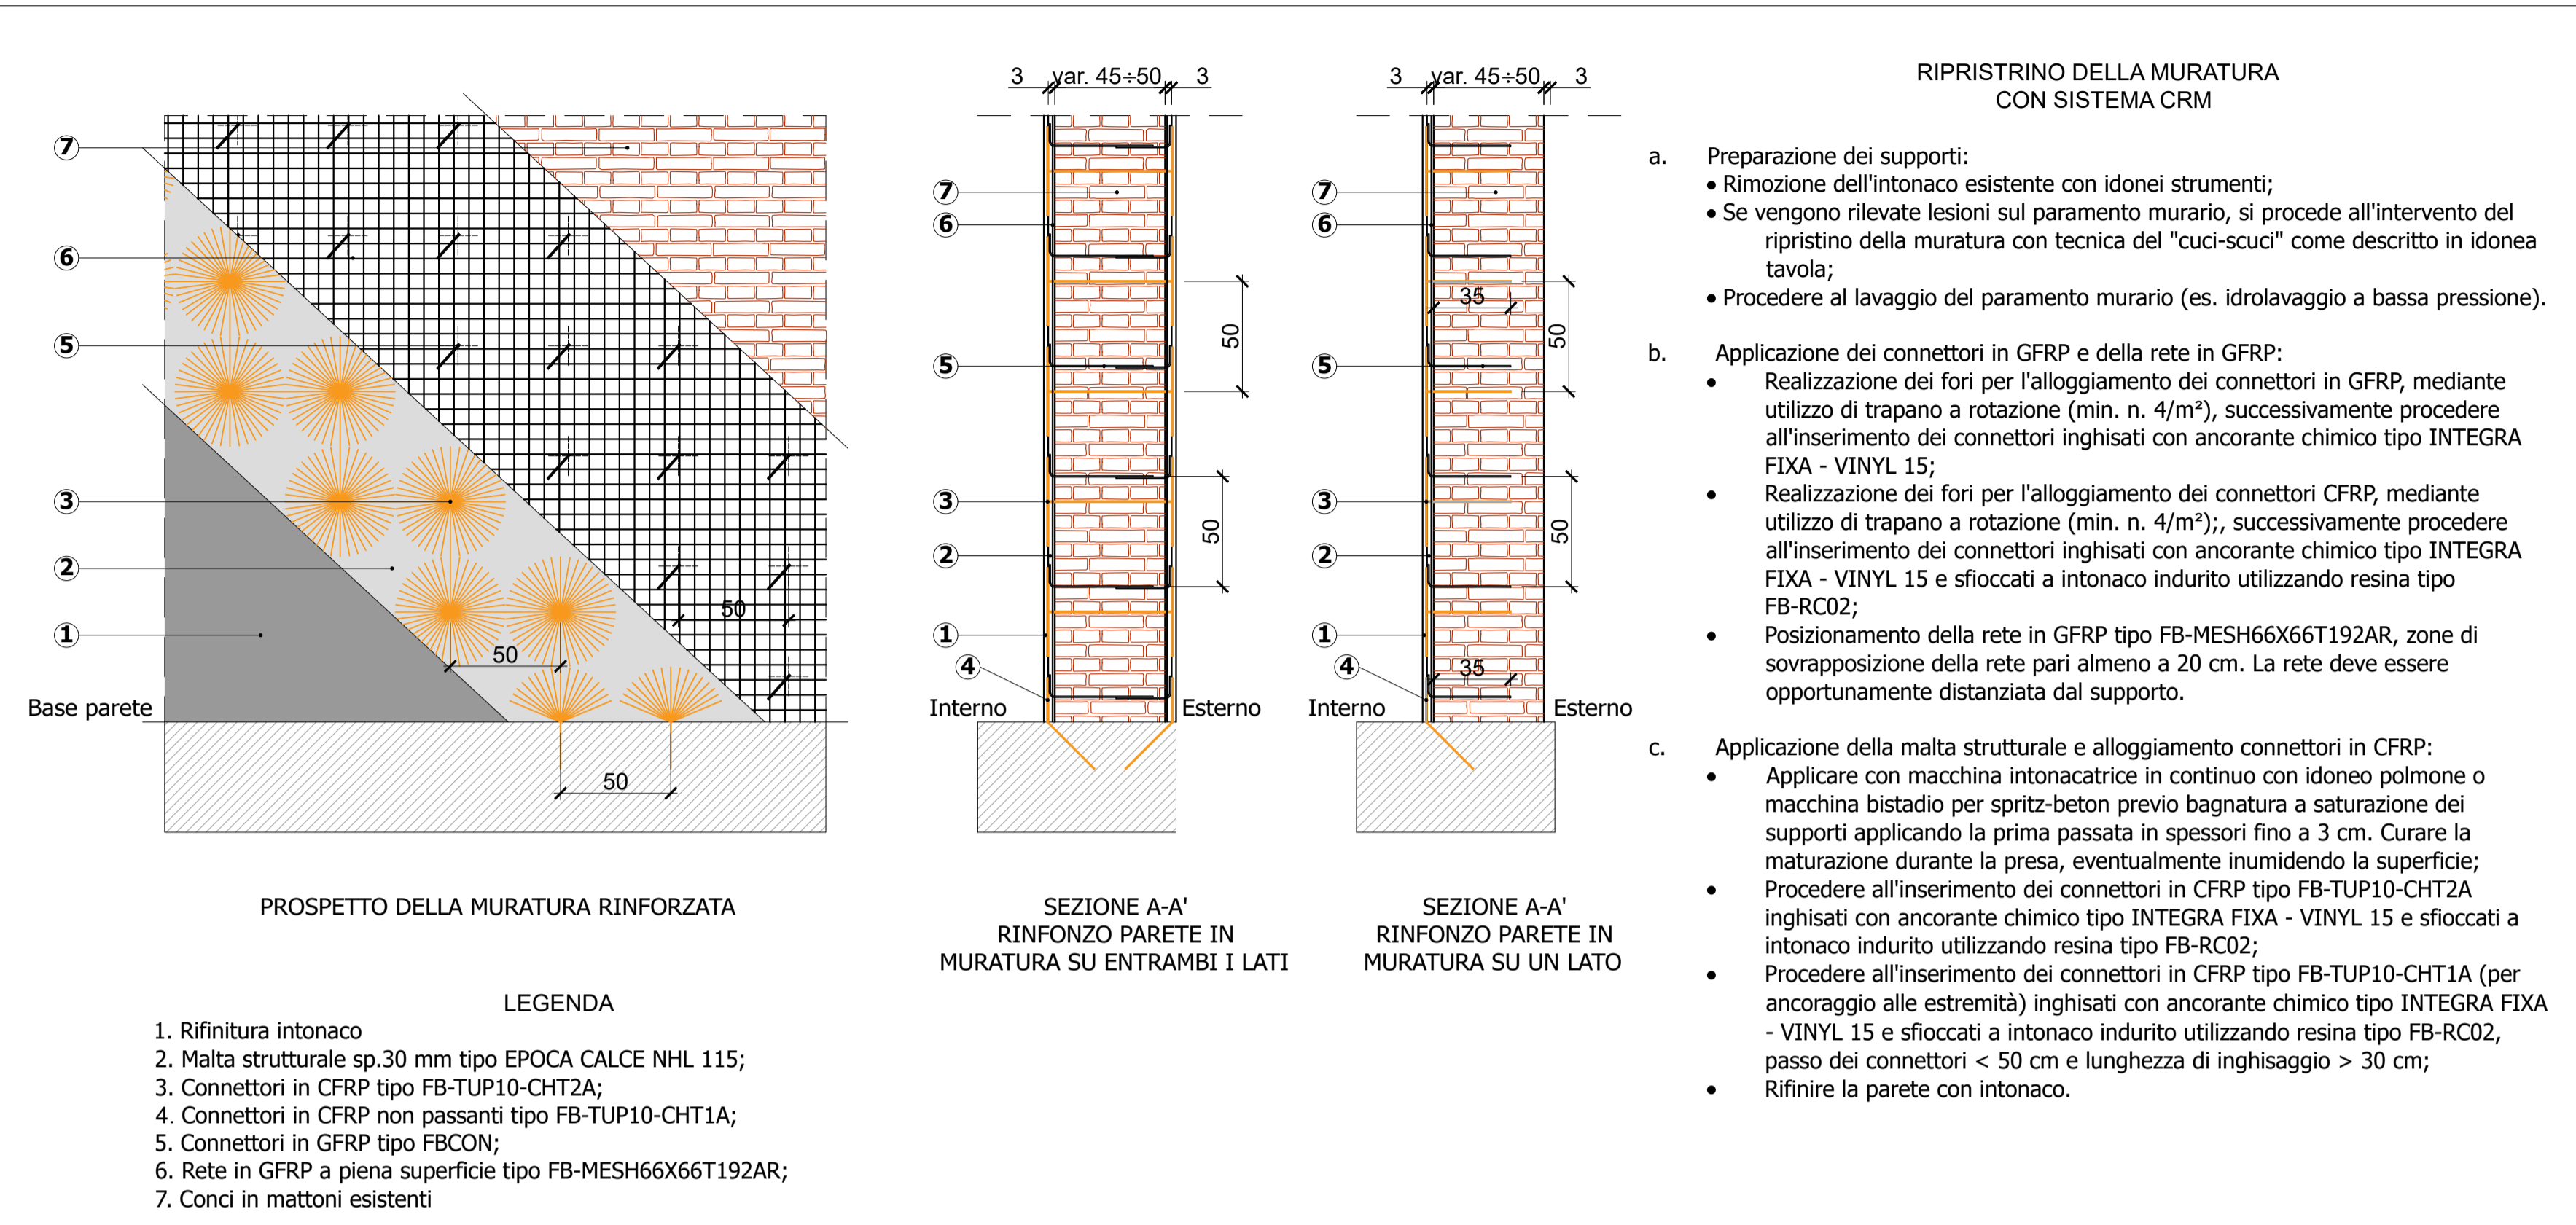 7
6
5
3
2
1
50
50
50
Base parete
PROSPETTO DELLA MURATURA RINFORZATA
LEGENDA
1. Rifinitura intonaco
2. Malta strutturale sp.30 mm tipo EPOCA CALCE NHL 115;
3. Connettori in CFRP tipo FB-TUP10-CHT2A;
4. Connettori in CFRP non passanti tipo FB-TUP10-CHT1A;
5. Connettori in GFRP tipo FBCON;
6. Rete in GFRP a piena superficie tipo FB-MESH66X66T192AR;
7. Conci in mattoni esistenti
3 var. 45÷50 3
7
6
50
5
3
50
2
1
4
Interno Esterno
SEZIONE A-A'
RINFONZO PARETE IN
MURATURA SU ENTRAMBI I LATI
3 var. 45÷50 3
7
6
35
50
5
3
50
2
1
4
35
Interno Esterno
SEZIONE A-A'
RINFONZO PARETE IN
MURATURA SU UN LATO
RIPRISTRINO DELLA MURATURA
CON SISTEMA CRM
a. Preparazione dei supporti:
• Rimozione dell'intonaco esistente con idonei strumenti;
• Se vengono rilevate lesioni sul paramento murario, si procede all'intervento del
ripristino della muratura con tecnica del "cuci-scuci" come descritto in idonea
tavola;
• Procedere al lavaggio del paramento murario (es. idrolavaggio a bassa pressione).
b. Applicazione dei connettori in GFRP e della rete in GFRP:
• Realizzazione dei fori per l'alloggiamento dei connettori in GFRP, mediante
utilizzo di trapano a rotazione (min. n. 4/m²), successivamente procedere
all'inserimento dei connettori inghisati con ancorante chimico tipo INTEGRA
FIXA - VINYL 15;
• Realizzazione dei fori per l'alloggiamento dei connettori CFRP, mediante
utilizzo di trapano a rotazione (min. n. 4/m²);, successivamente procedere
all'inserimento dei connettori inghisati con ancorante chimico tipo INTEGRA
FIXA - VINYL 15 e sfioccati a intonaco indurito utilizzando resina tipo
FB-RC02;
• Posizionamento della rete in GFRP tipo FB-MESH66X66T192AR, zone di
sovrapposizione della rete pari almeno a 20 cm. La rete deve essere
opportunamente distanziata dal supporto.
c. Applicazione della malta strutturale e alloggiamento connettori in CFRP:
• Applicare con macchina intonacatrice in continuo con idoneo polmone o
macchina bistadio per spritz-beton previo bagnatura a saturazione dei
supporti applicando la prima passata in spessori fino a 3 cm. Curare la
maturazione durante la presa, eventualmente inumidendo la superficie;
• Procedere all'inserimento dei connettori in CFRP tipo FB-TUP10-CHT2A
inghisati con ancorante chimico tipo INTEGRA FIXA - VINYL 15 e sfioccati a
intonaco indurito utilizzando resina tipo FB-RC02;
• Procedere all'inserimento dei connettori in CFRP tipo FB-TUP10-CHT1A (per
ancoraggio alle estremità) inghisati con ancorante chimico tipo INTEGRA FIXA
- VINYL 15 e sfioccati a intonaco indurito utilizzando resina tipo FB-RC02,
passo dei connettori < 50 cm e lunghezza di inghisaggio > 30 cm;
• Rifinire la parete con intonaco.